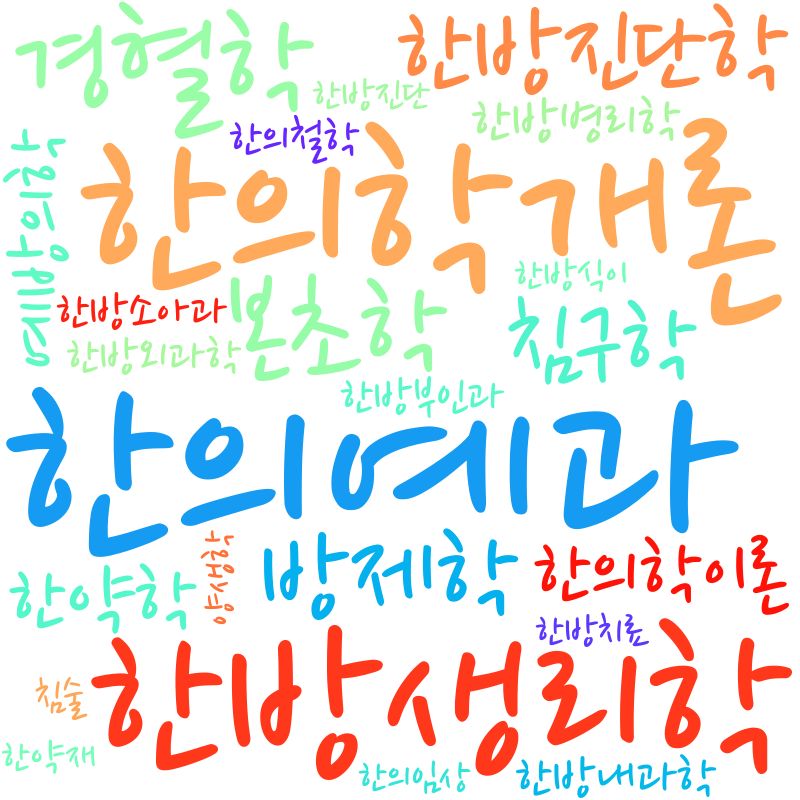 경혈학
한방진단학
한방진단
한방병리학
한의철학
예방의학
한의학개론
한방식이
한방소아과
본초학
침구학
한방외과학
한방부인과
한의예과
양생학
방제학
한의학이론
한약학
한방치료
한방생리학
침술
한약재
한의임상
한방내과학